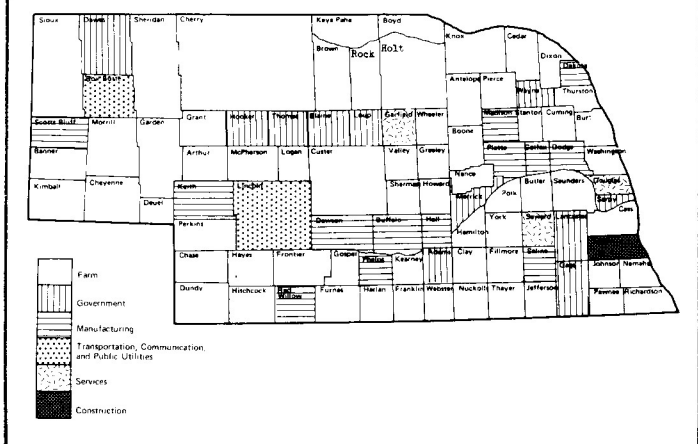 Sioux Dawes Sheridan Cherry Keya Paha Boyd
Knox Cedar
Brown Rock Holt
Dixon
Dakota
Box Butte Antelope Pierce
Wayne Thurston
Scotts Bluff Morrill Garden Grant Hooker Thomas Blaine Loup Garfield Wheeler Madison Stanton Cuming Burt
Boone
Banner Arthur McPherson Logan Custer Valley Greeley Platte Colfax Dodge Washington
Nance
Kimball Cheyenne Keith Lincoln Sherman Howard Merrick Polk Butler Saunders Douglas
Sarpy
Deuel
Cass
Perkins Dawson Buffalo Hall Hamilton York Seward Lancaster
Chase Hayes Frontier Gosper Phelps Kearney Adams Clay Fillmore Saline Gage Johnson Nemaha
Dundy Hitchcock Red Willow Furnas Harlan Franklin Webster Nuckolls Thayer Jefferson Pawnee Richardson
Farm
Government
Manufacturing
Transportation, Communication,
and Public Utilities
Services
Construction